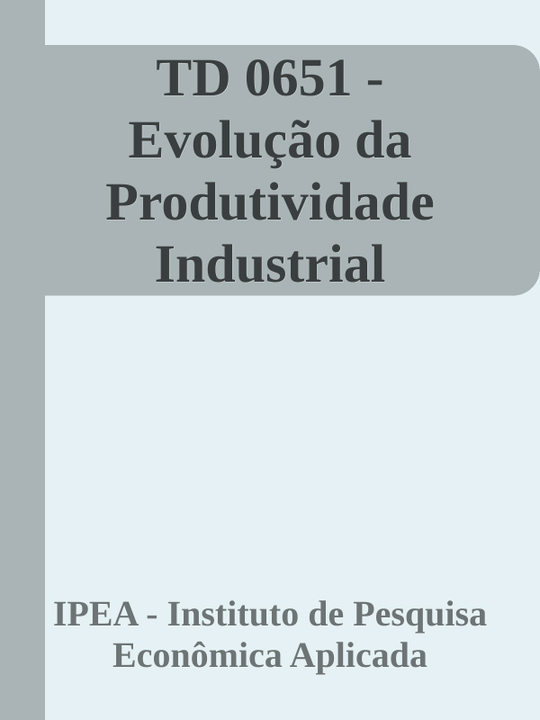 TD 0651 -
Evolução da
Produtividade
Industrial
IPEA - Instituto de Pesquisa
Econômica Aplicada